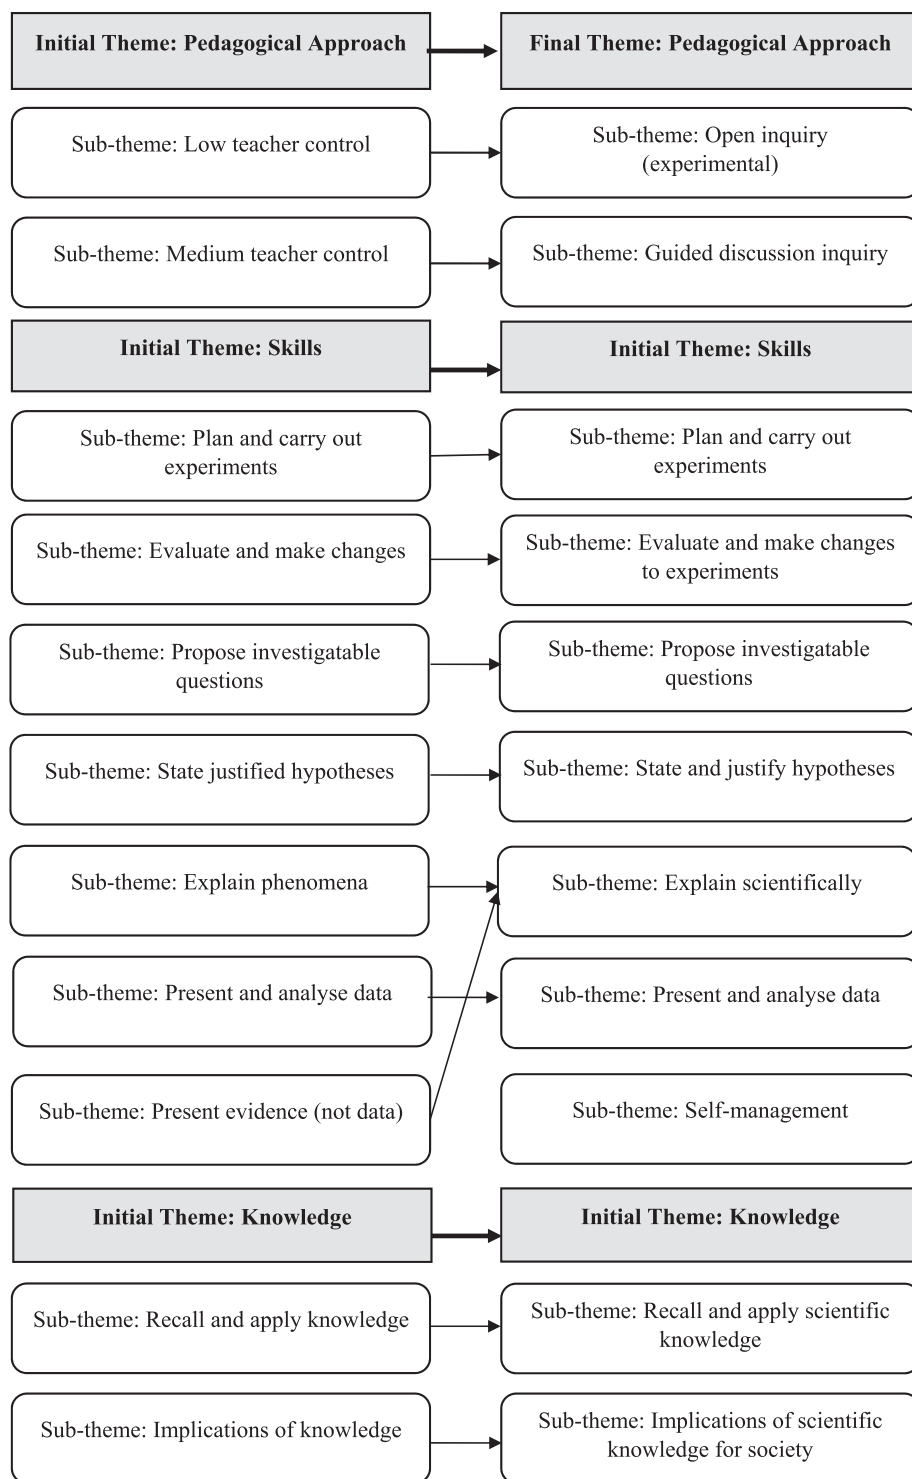 Initial Theme: Pedagogical Approach
Final Theme: Pedagogical Approach
Sub-theme: Low teacher control
Sub-theme: Open inquiry
(experimental)
Sub-theme: Medium teacher control
Sub-theme: Guided discussion inquiry
Initial Theme: Skills
Initial Theme: Skills
Sub-theme: Plan and carry out
experiments
Sub-theme: Plan and carry out
experiments
Sub-theme: Evaluate and make changes
Sub-theme: Evaluate and make changes
to experiments
Sub-theme: Propose investigatable
questions
Sub-theme: Propose investigatable
questions
Sub-theme: State justified hypotheses
Sub-theme: State and justify hypotheses
Sub-theme: Explain phenomena
Sub-theme: Explain scientifically
Sub-theme: Present and analyse data
Sub-theme: Present and analyse data
Sub-theme: Present evidence (not data)
Sub-theme: Self-management
Initial Theme: Knowledge
Initial Theme: Knowledge
Sub-theme: Recall and apply knowledge
Sub-theme: Recall and apply scientific
knowledge
Sub-theme: Implications of knowledge
Sub-theme: Implications of scientific
knowledge for society